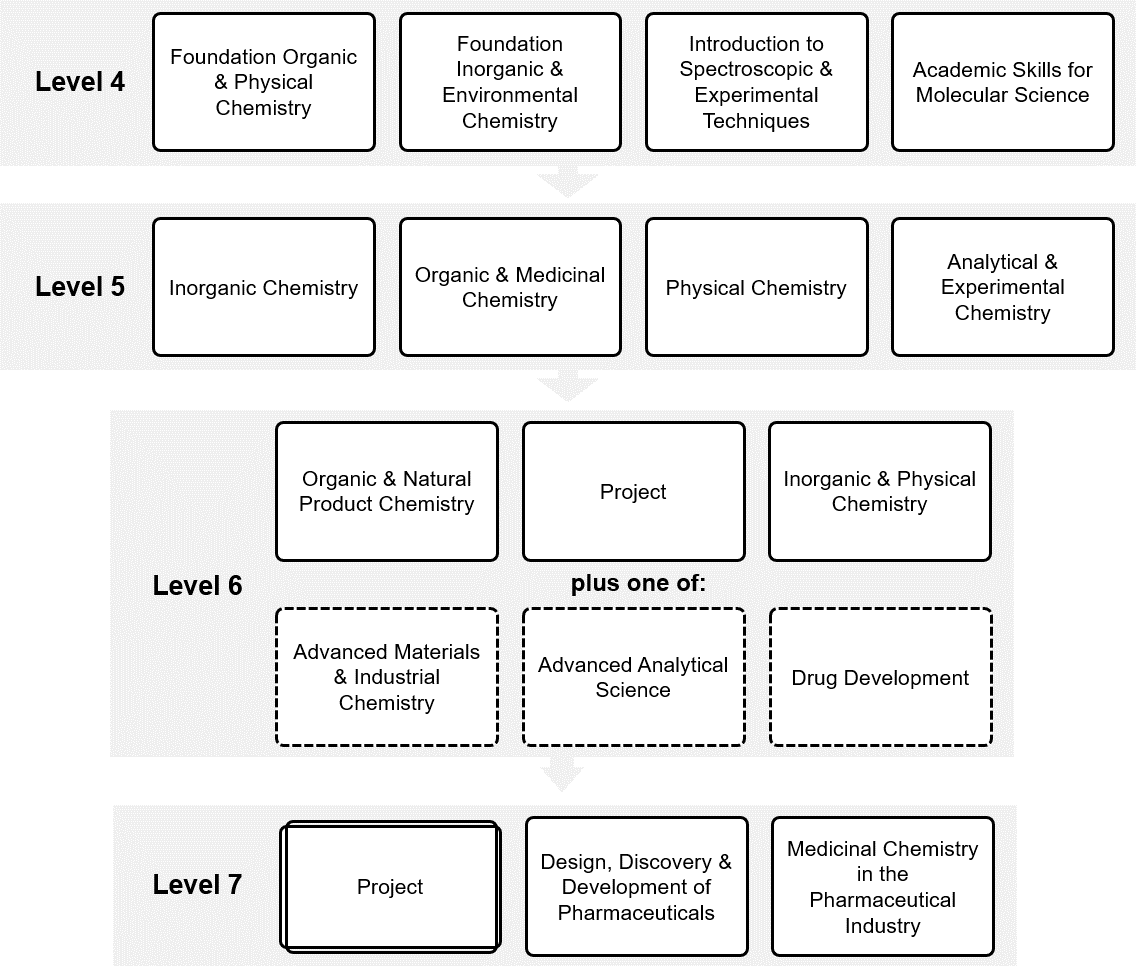 Level 4
Foundation Organic
& Physical
Chemistry
Foundation
Inorganic &
Environmental
Chemistry
Introduction to
Spectroscopic &
Experimental
Techniques
Academic Skills for
Molecular Science
Level 5
Inorganic Chemistry
Organic & Medicinal
Chemistry
Physical Chemistry
Analytical &
Experimental
Chemistry
Level 6
Organic & Natural
Product Chemistry
Project
Inorganic & Physical
Chemistry
plus one of:
Advanced Materials
& Industrial
Chemistry
Advanced Analytical
Science
Drug Development
Level 7
Project
Design, Discovery &
Development of
Pharmaceuticals
Medicinal Chemistry
in the
Pharmaceutical
Industry